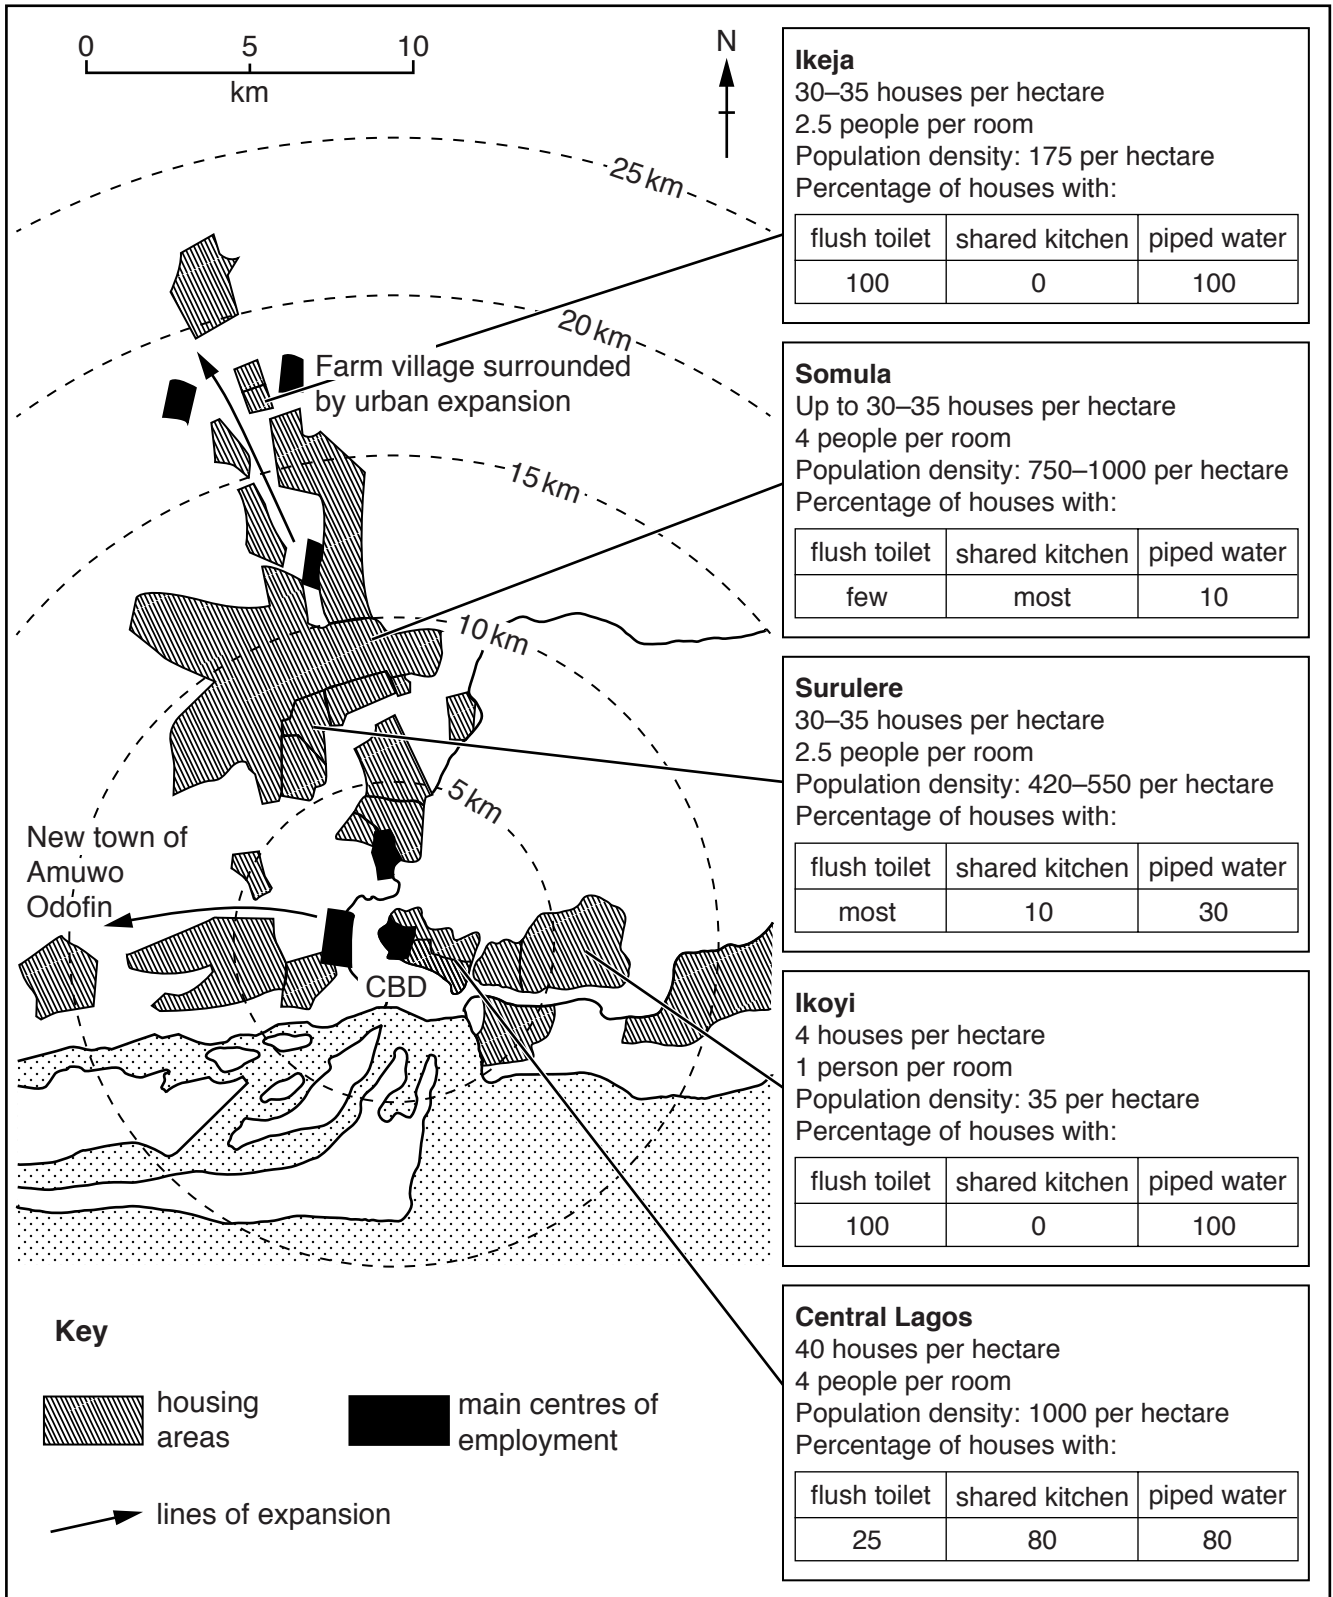 0 5 10
km
N
25 km
20 km
15 km
10 km
5 km
Farm village surrounded
by urban expansion
New town of
Amuwo
Odofin
CBD
Key
housing
areas
main centres of
employment
lines of expansion
Ikeja
30–35 houses per hectare
2.5 people per room
Population density: 175 per hectare
Percentage of houses with:
flush toilet shared kitchen piped water
100 0 100
Somula
Up to 30–35 houses per hectare
4 people per room
Population density: 750–1000 per hectare
Percentage of houses with:
flush toilet shared kitchen piped water
few most 10
Surulere
30–35 houses per hectare
2.5 people per room
Population density: 420–550 per hectare
Percentage of houses with:
flush toilet shared kitchen piped water
most 10 30
Ikoyi
4 houses per hectare
1 person per room
Population density: 35 per hectare
Percentage of houses with:
flush toilet shared kitchen piped water
100 0 100
Central Lagos
40 houses per hectare
4 people per room
Population density: 1000 per hectare
Percentage of houses with:
flush toilet shared kitchen piped water
25 80 80